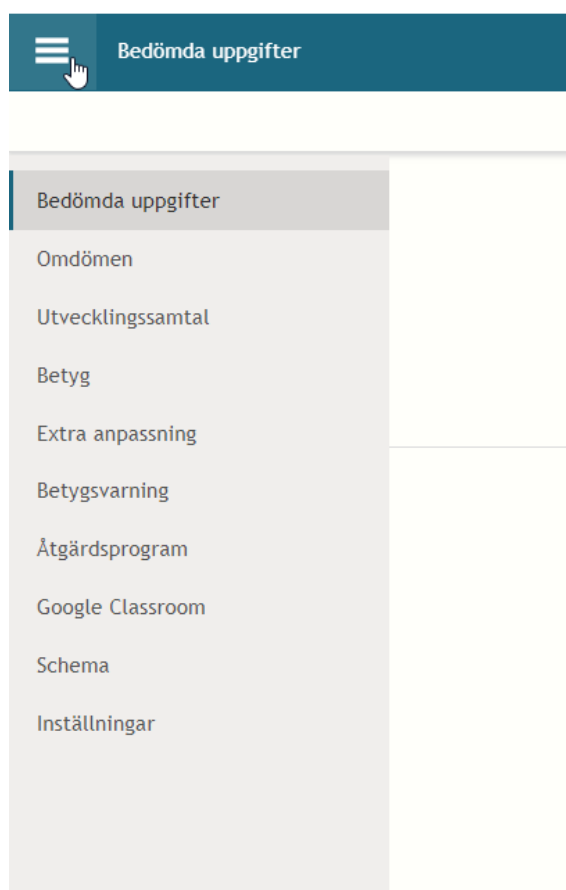 Bedömda uppgifter
Bedömda uppgifter
Omdömen
Utvecklingssamtal
Betyg
Extra anpassning
Betygsvarning
Åtgärdsprogram
Google Classroom
Schema
Inställningar